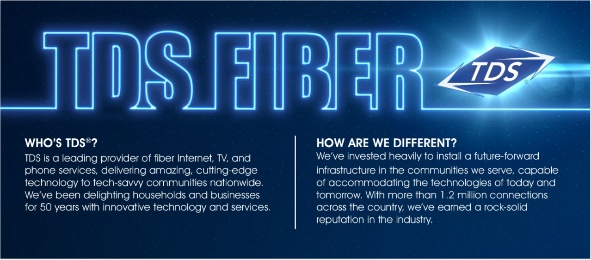 TDS FIBER
TDS
WHO'S TDS®?
TDS is a leading provider of fiber Internet, TV, and
phone services, delivering amazing, cutting-edge
technology to tech-savvy communities nationwide.
We've been delighting households and businesses
for 50 years with innovative technology and services.
HOW ARE WE DIFFERENT?
We've invested heavily to install a future-forward
infrastructure in the communities we serve, capable
of accommodating the technologies of today and
tomorrow. With more than 1.2 million connections
across the country, we've earned a rock-solid
reputation in the industry.